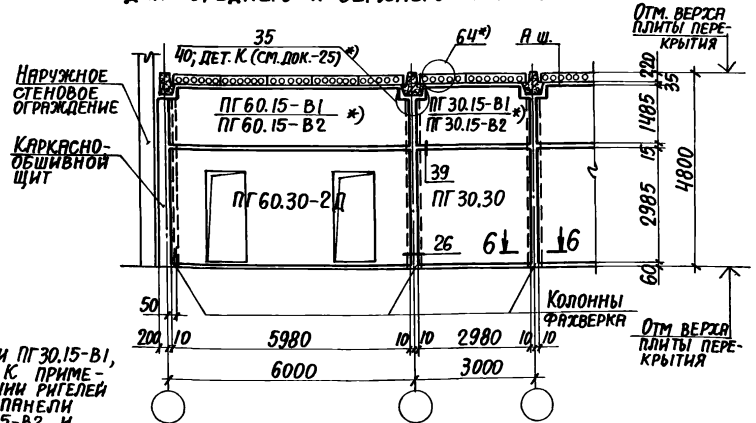 35
40; ДЕТ. К (СМ. ДОК.-25) *)
64*)
А Ш.
ОТМ. ВЕРХА
ПЛИТЫ ПЕРЕ-
КРЫТИЯ
НАРУЖНОЕ
СТЕНОВОЕ
ОГРАЖДЕНИЕ
КАРКАСНО-
ОБШИВНОЙ
ЩИТ
ПГ60.15-В1
ПГ60.15-В2 *)
ПГ30.15-В1
ПГ30.15-В2 *)
220
35
1485
15
2985
60
4800
39
ПГ60.30-2Д
ПГ30.30
26
6
6
50
КОЛОННЫ
ФАХВЕРКА
ОТМ ВЕРХА
ПЛИТЫ ПЕРЕ-
КРЫТИЯ
200
10
5980
10
10
2980
10
10
6000
3000
И ПГ30.15-В1,
К ПРИМЕ-
НИИ РИГЕЛЕЙ
ПАНЕЛИ
5-В2 И